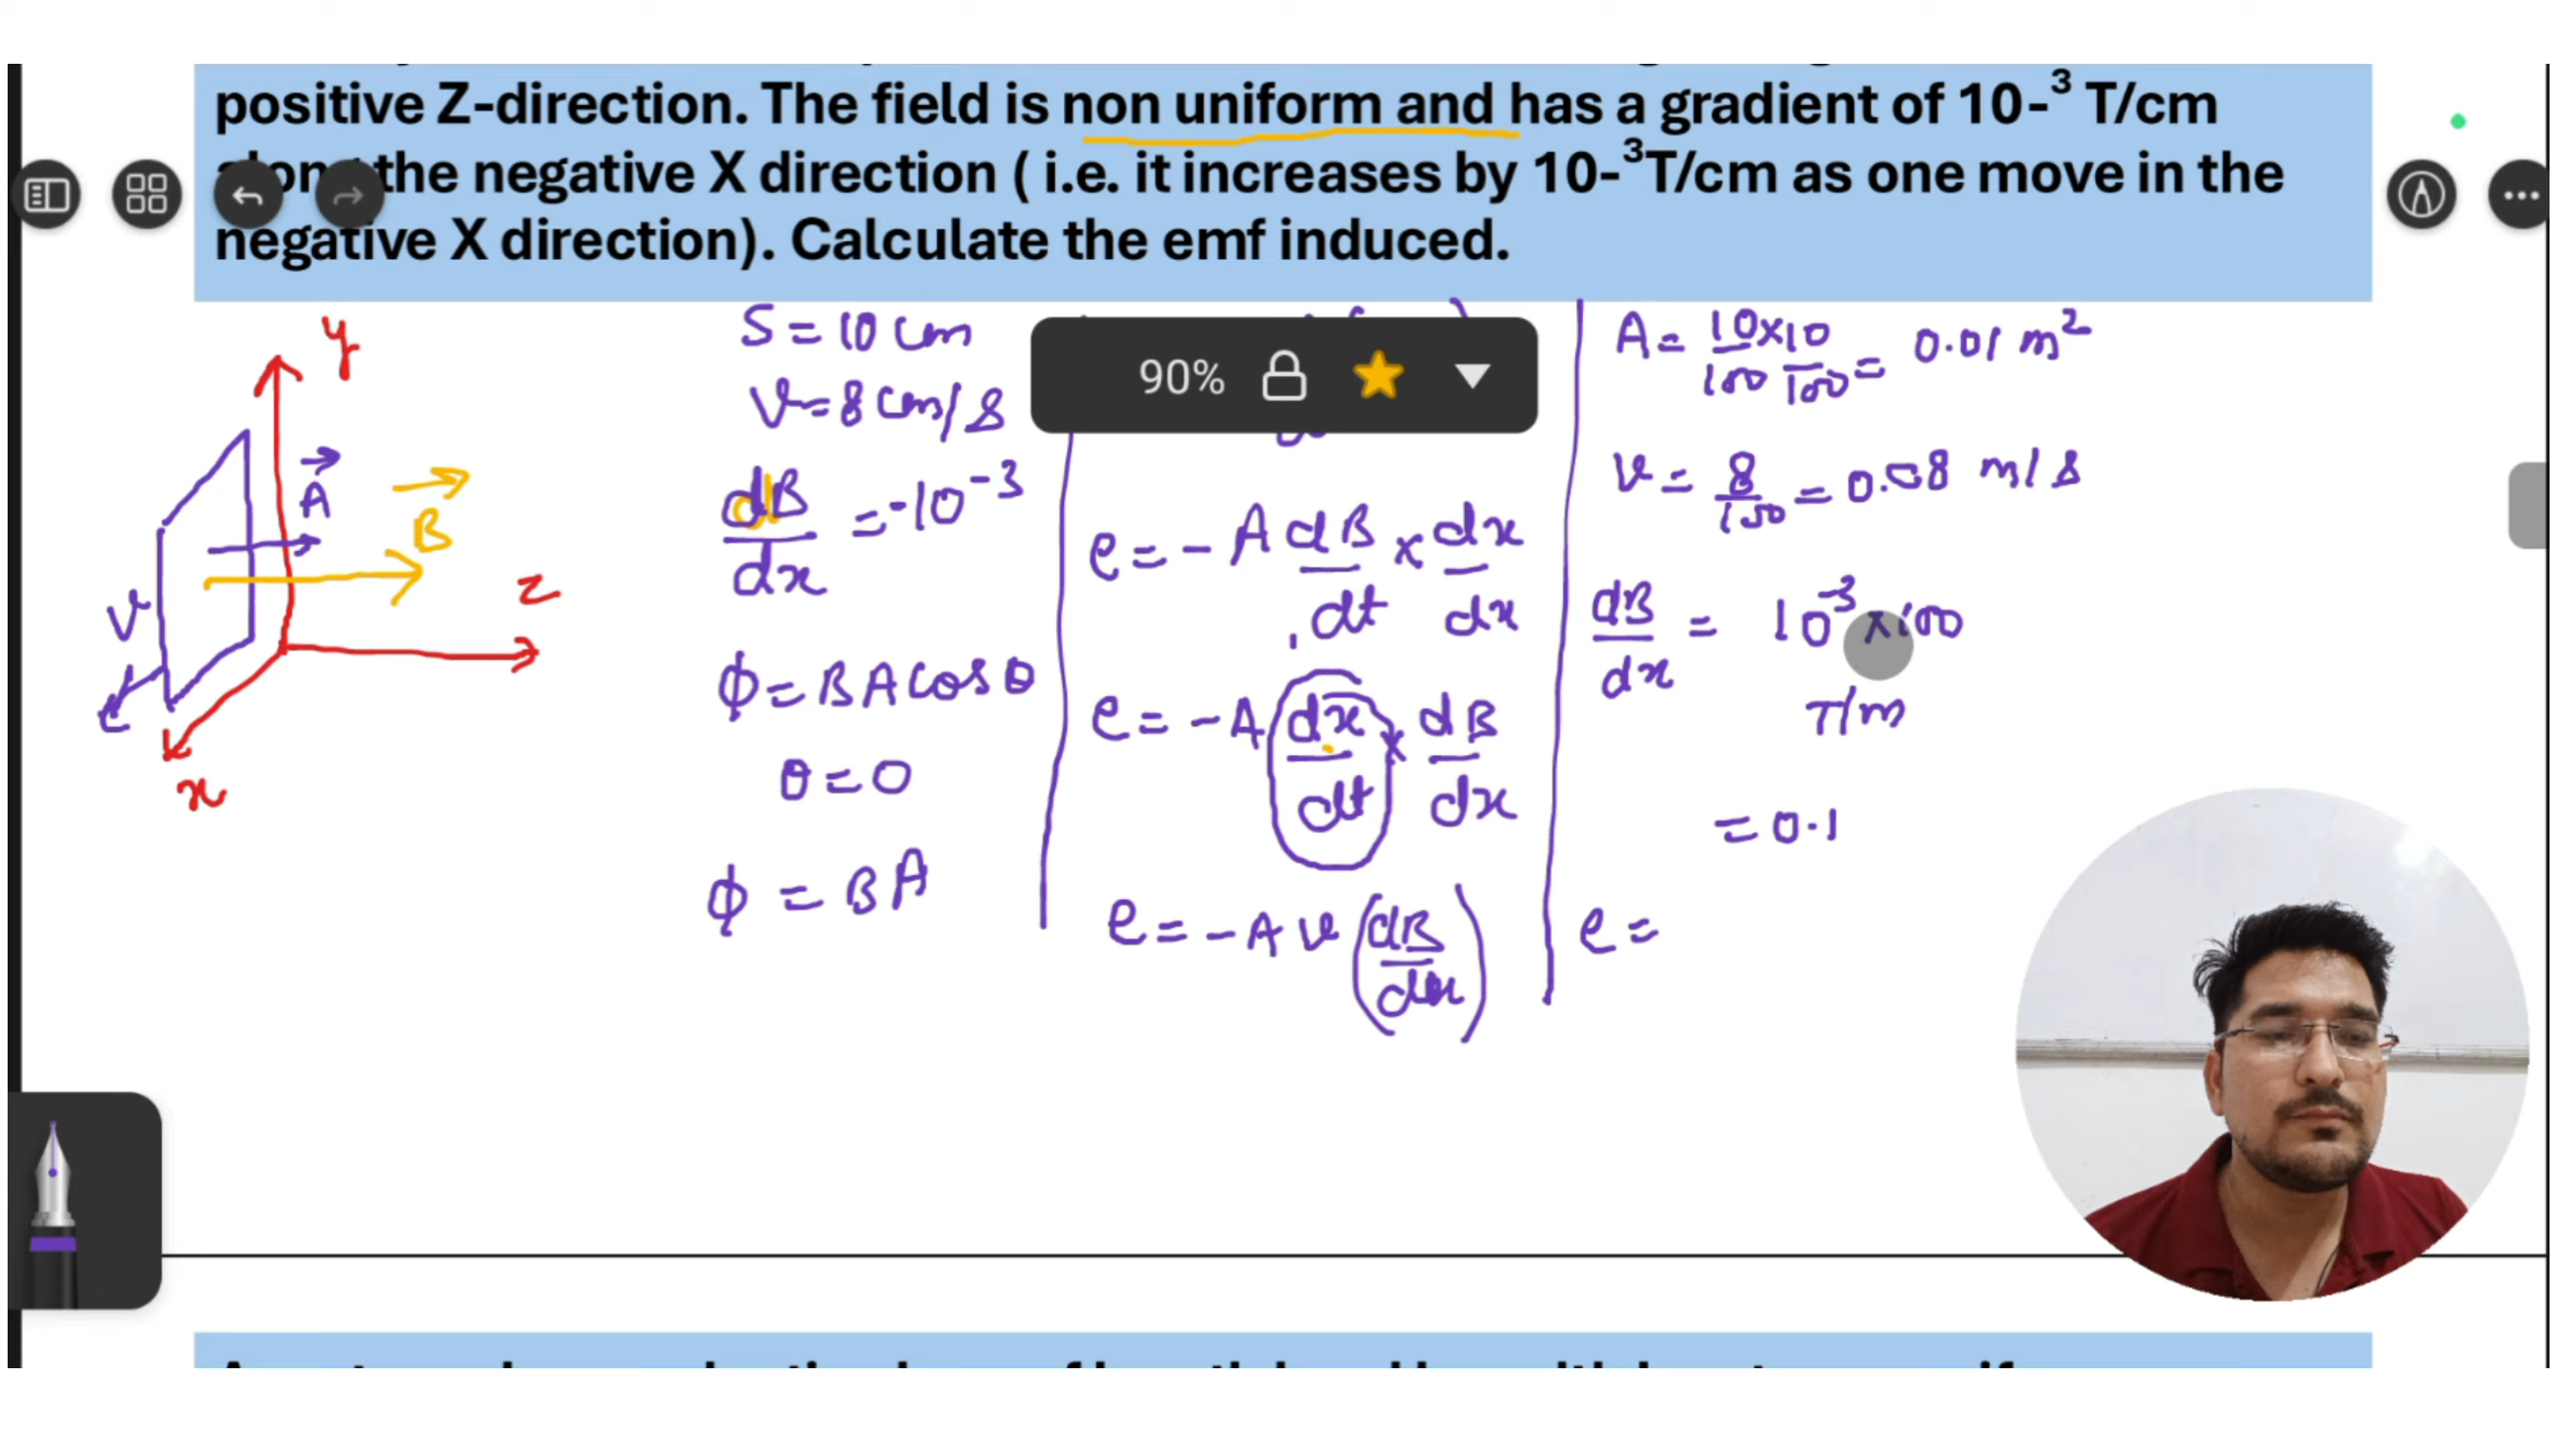 positive Z-direction. The field is non uniform and has a gradient of 10-³ T/cm
the negative X direction ( i.e. it increases by 10-³T/cm as one move in the
negative X direction). Calculate the emf induced.
90%
y
A
B
z
V
x
S = 10 cm
V = 8 cm/s
dB/dx = -10⁻³
φ = BA cos θ
θ = 0
φ = BA
e = - A dB/dt × dx/dx
e = - A dx/dt × dB/dx
e = - A v (dB/dx)
A = 10/100 × 10/100 = 0.01 m²
v = 8/100 = 0.08 m/s
dB/dx = 10⁻³ × 100
T/m
= 0.1
e =